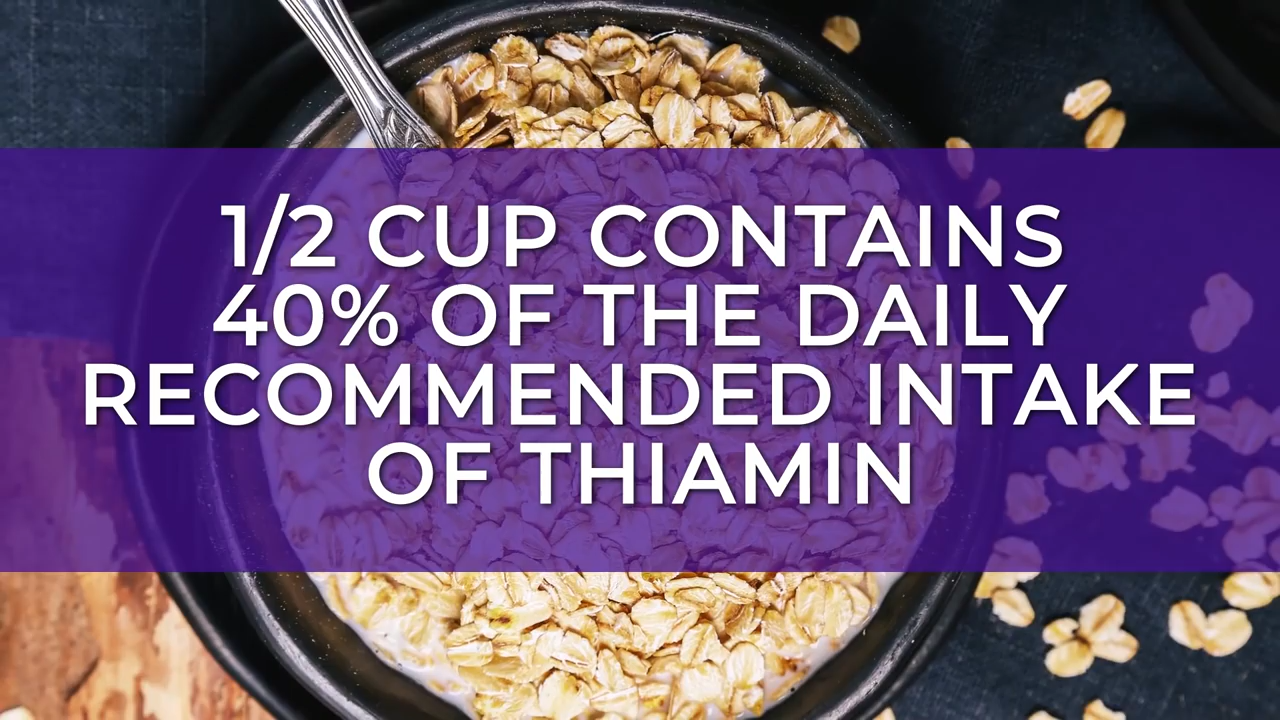 1/2 CUP CONTAINS
40% OF THE DAILY
RECOMMENDED INTAKE
OF THIAMIN